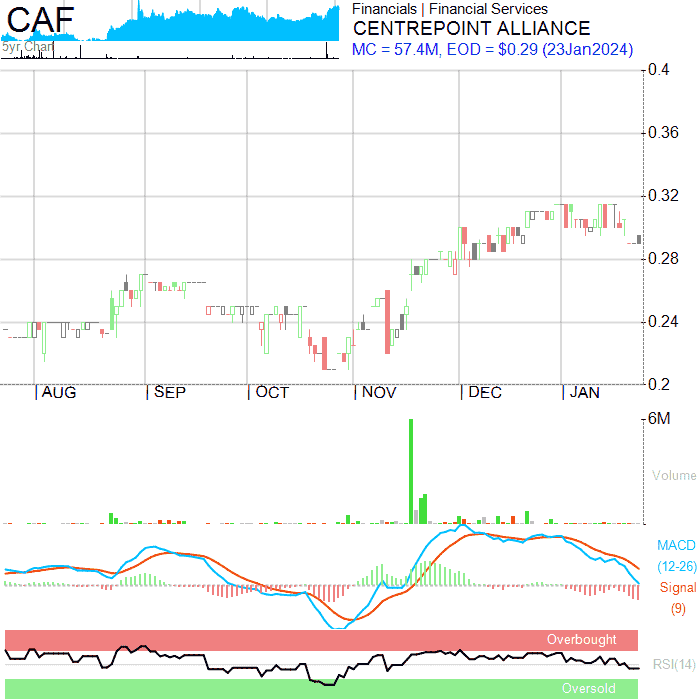 CAF
Financials | Financial Services
CENTREPOINT ALLIANCE
MC = 57.4M, EOD = $0.29 (23Jan2024)
5yr Chart
0.4
0.36
0.32
0.28
0.24
0.2
AUG
SEP
OCT
NOV
DEC
JAN
6M
Volume
MACD
(12-26)
Signal
(9)
Overbought
RSI(14)
Oversold